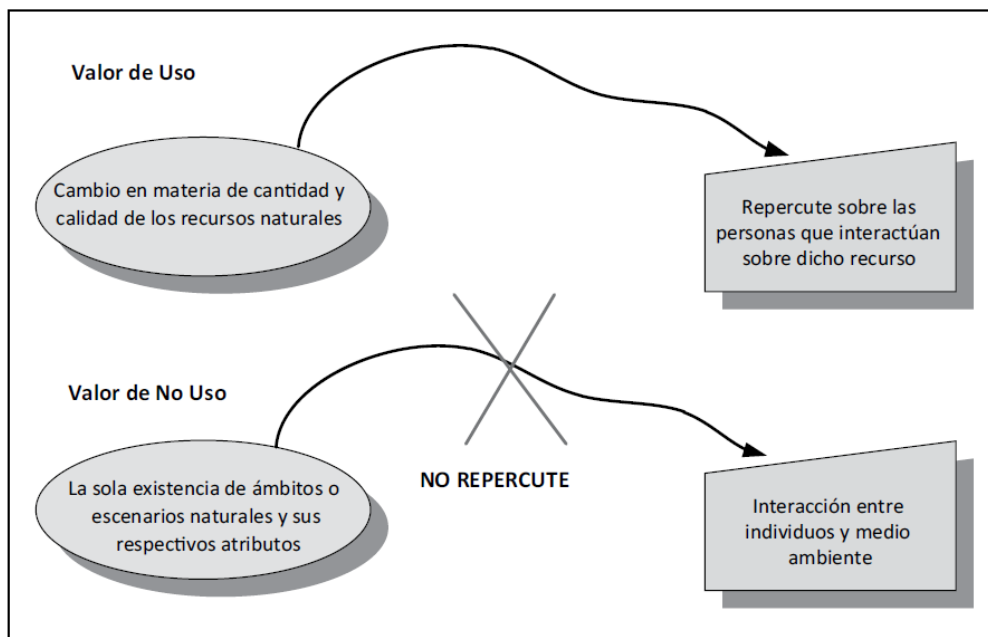 Valor de Uso
Cambio en materia de cantidad y
calidad de los recursos naturales
Repercute sobre las
personas que interactúan
sobre dicho recurso
Valor de No Uso
La sola existencia de ámbitos o
escenarios naturales y sus
respectivos atributos
NO REPERCUTE
Interacción entre
individuos y medio
ambiente